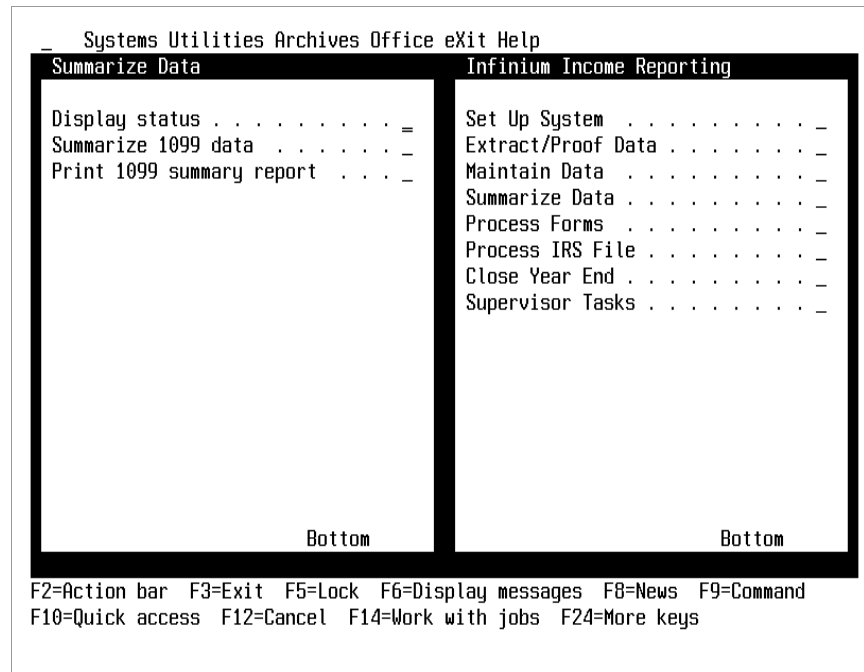 _ Systems Utilities Archives Office eXit Help
Summarize Data
Display status . . . . . . . . . _
Summarize 1099 data . . . . . . _
Print 1099 summary report . . . _
Bottom
Infinium Income Reporting
Set Up System . . . . . . . . . _
Extract/Proof Data . . . . . . . _
Maintain Data . . . . . . . . . _
Summarize Data . . . . . . . . . _
Process Forms . . . . . . . . . _
Process IRS File . . . . . . . . _
Close Year End . . . . . . . . . _
Supervisor Tasks . . . . . . . . _
Bottom
F2=Action bar F3=Exit F5=Lock F6=Display messages F8=News F9=Command
F10=Quick access F12=Cancel F14=Work with jobs F24=More keys